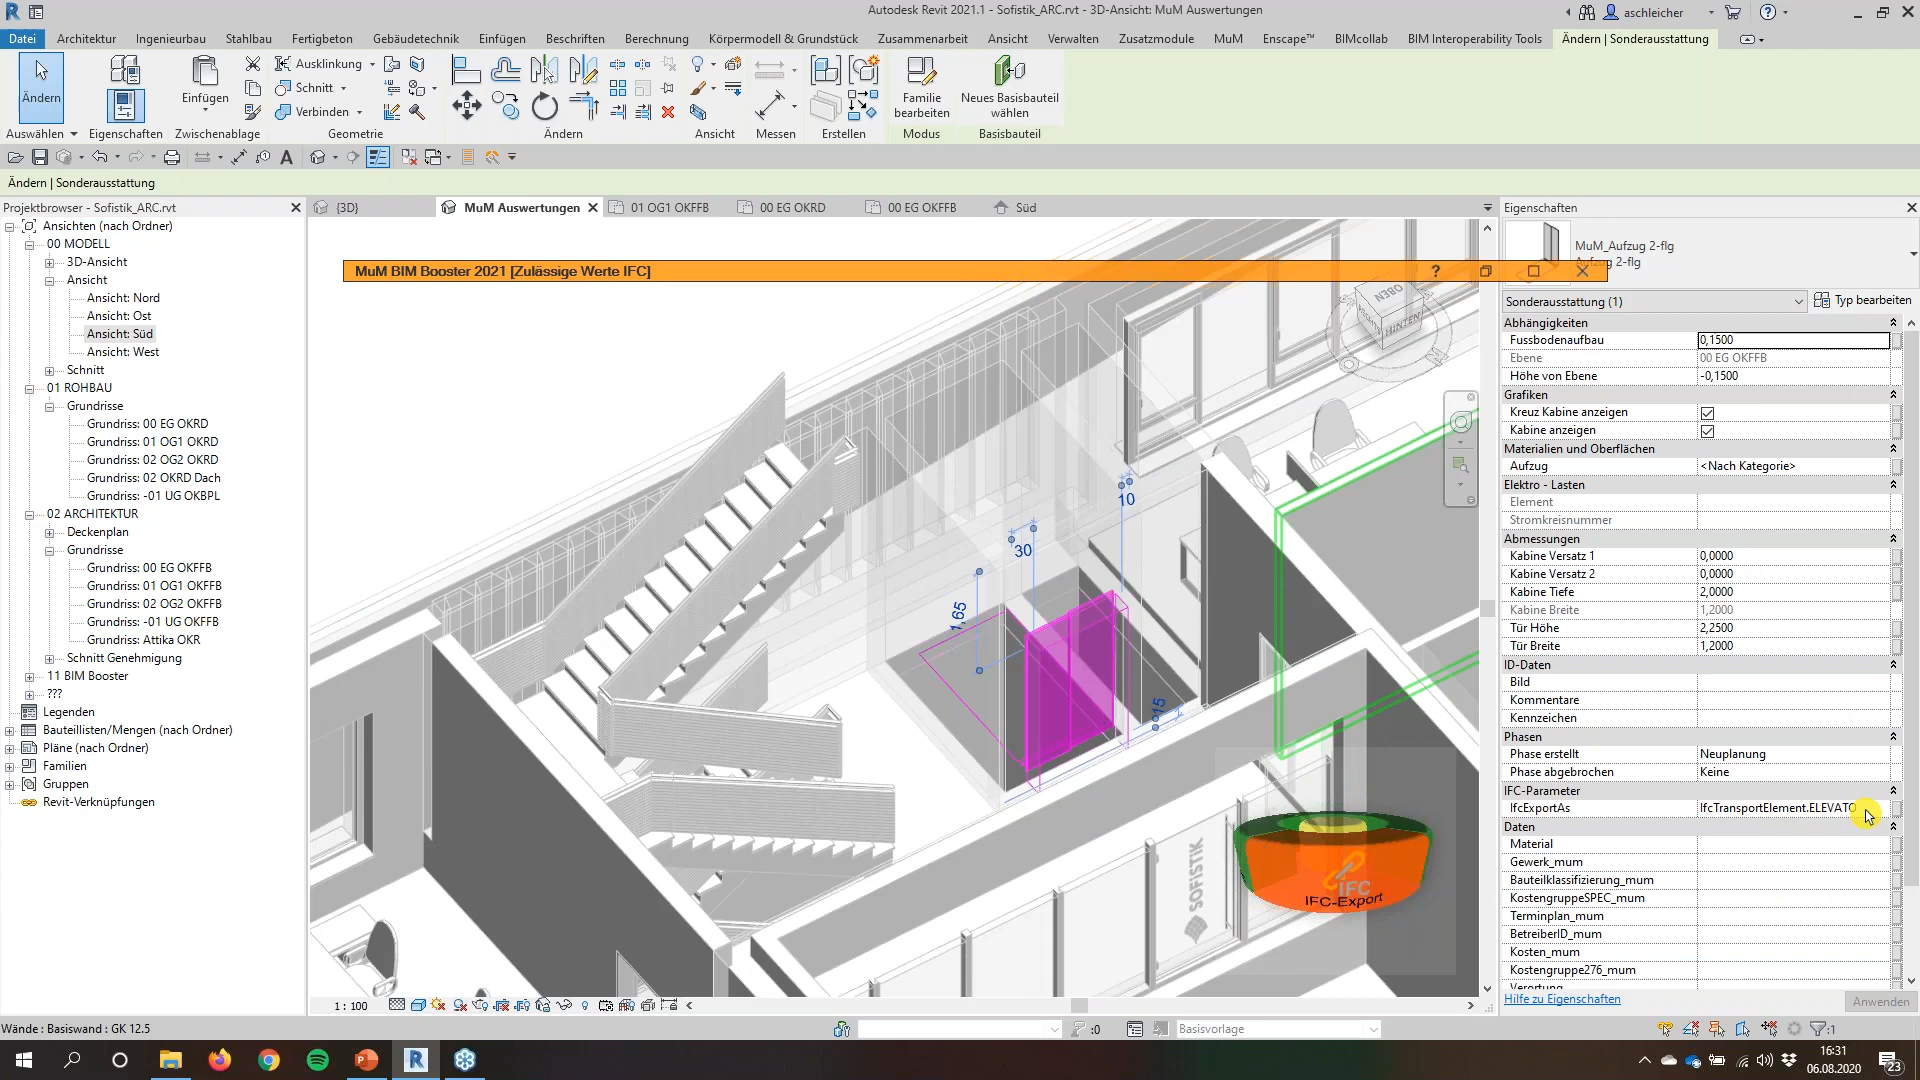 Autodesk Revit 2021.1 - Sofistik_ARC.rvt - 3D-Ansicht: MuM Auswertungen
aschleicher
Datei Architektur Ingenieurbau Stahlbau Fertigbeton Gebäudetechnik Einfügen Beschriften Berechnung Körpermodell & Grundstück Zusammenarbeit Ansicht Verwalten Zusatzmodule MuM Enscape™ BIMcollab BIM Interoperability Tools Ändern | Sonderausstattung
Ausklinkung
Schnitt
Verbinden
Ändern
Einfügen
Familie bearbeiten
Neues Basisbauteil wählen
Auswählen Eigenschaften Zwischenablage Geometrie Ändern Ansicht Messen Erstellen Modus Basisbauteil
Ändern | Sonderausstattung
Projektbrowser - Sofistik_ARC.rvt
{3D} MuM Auswertungen 01 OG1 OKFFB 00 EG OKRD 00 EG OKFFB Süd
Ansichten (nach Ordner)
00 MODELL
3D-Ansicht
Ansicht
Ansicht: Nord
Ansicht: Ost
Ansicht: Süd
Ansicht: West
Schnitt
01 ROHBAU
Grundrisse
Grundriss: 00 EG OKRD
Grundriss: 01 OG1 OKRD
Grundriss: 02 OG2 OKRD
Grundriss: 02 OKRD Dach
Grundriss: -01 UG OKBPL
02 ARCHITEKTUR
Deckenplan
Grundrisse
Grundriss: 00 EG OKFFB
Grundriss: 01 OG1 OKFFB
Grundriss: 02 OG2 OKFFB
Grundriss: -01 UG OKFFB
Grundriss: Attika OKR
Schnitt Genehmigung
11 BIM Booster
???
Legenden
Bauteillisten/Mengen (nach Ordner)
Pläne (nach Ordner)
Familien
Gruppen
Revit-Verknüpfungen
MuM BIM Booster 2021 [Zulässige Werte IFC]
OBEN
RECHTS
HINTEN
10
30
1,65
15
SOFiSTiK
IFC
IFC-Export
1 : 100
Eigenschaften
MuM_Aufzug 2-flg
Aufzug 2-flg
Sonderausstattung (1)
Typ bearbeiten
Abhängigkeiten
Fussbodenaufbau 0,1500
Ebene 00 EG OKFFB
Höhe von Ebene -0,1500
Grafiken
Kreuz Kabine anzeigen
Kabine anzeigen
Materialien und Oberflächen
Aufzug <Nach Kategorie>
Elektro - Lasten
Element
Stromkreisnummer
Abmessungen
Kabine Versatz 1 0,0000
Kabine Versatz 2 0,0000
Kabine Tiefe 2,0000
Kabine Breite 1,2000
Tür Höhe 2,2500
Tür Breite 1,2000
ID-Daten
Bild
Kommentare
Kennzeichen
Phasen
Phase erstellt Neuplanung
Phase abgebrochen Keine
IFC-Parameter
IfcExportAs IfcTransportElement.ELEVATO
Daten
Material
Gewerk_mum
Bauteilklassifizierung_mum
KostengruppeSPEC_mum
Terminplan_mum
BetreiberID_mum
Kosten_mum
Kostengruppe276_mum
Verortung
Hilfe zu Eigenschaften
Anwenden
Wände : Basiswand : GK 12.5
:0
Basisvorlage
:1
16:31
06.08.2020
23